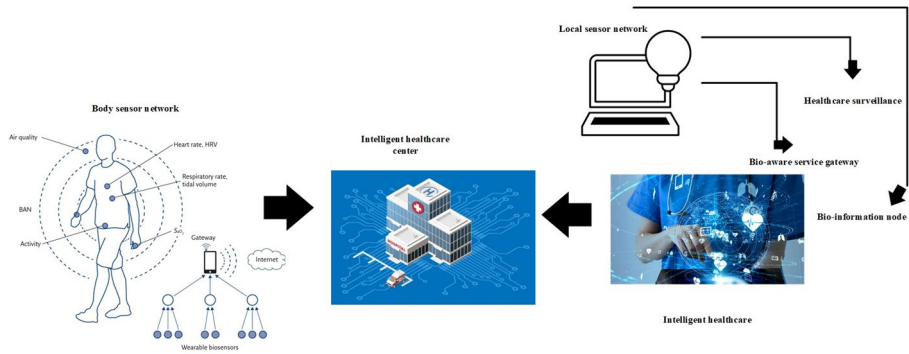 Body sensor network
Air quality
Heart rate, HRV
Respiratory rate,
tidal volume
BAN
Activity
SaO2
Gateway
Internet
Wearable biosensors
Intelligent healthcare
center
Local sensor network
Healthcare surveillance
Bio-aware service gateway
Bio-information node
Intelligent healthcare